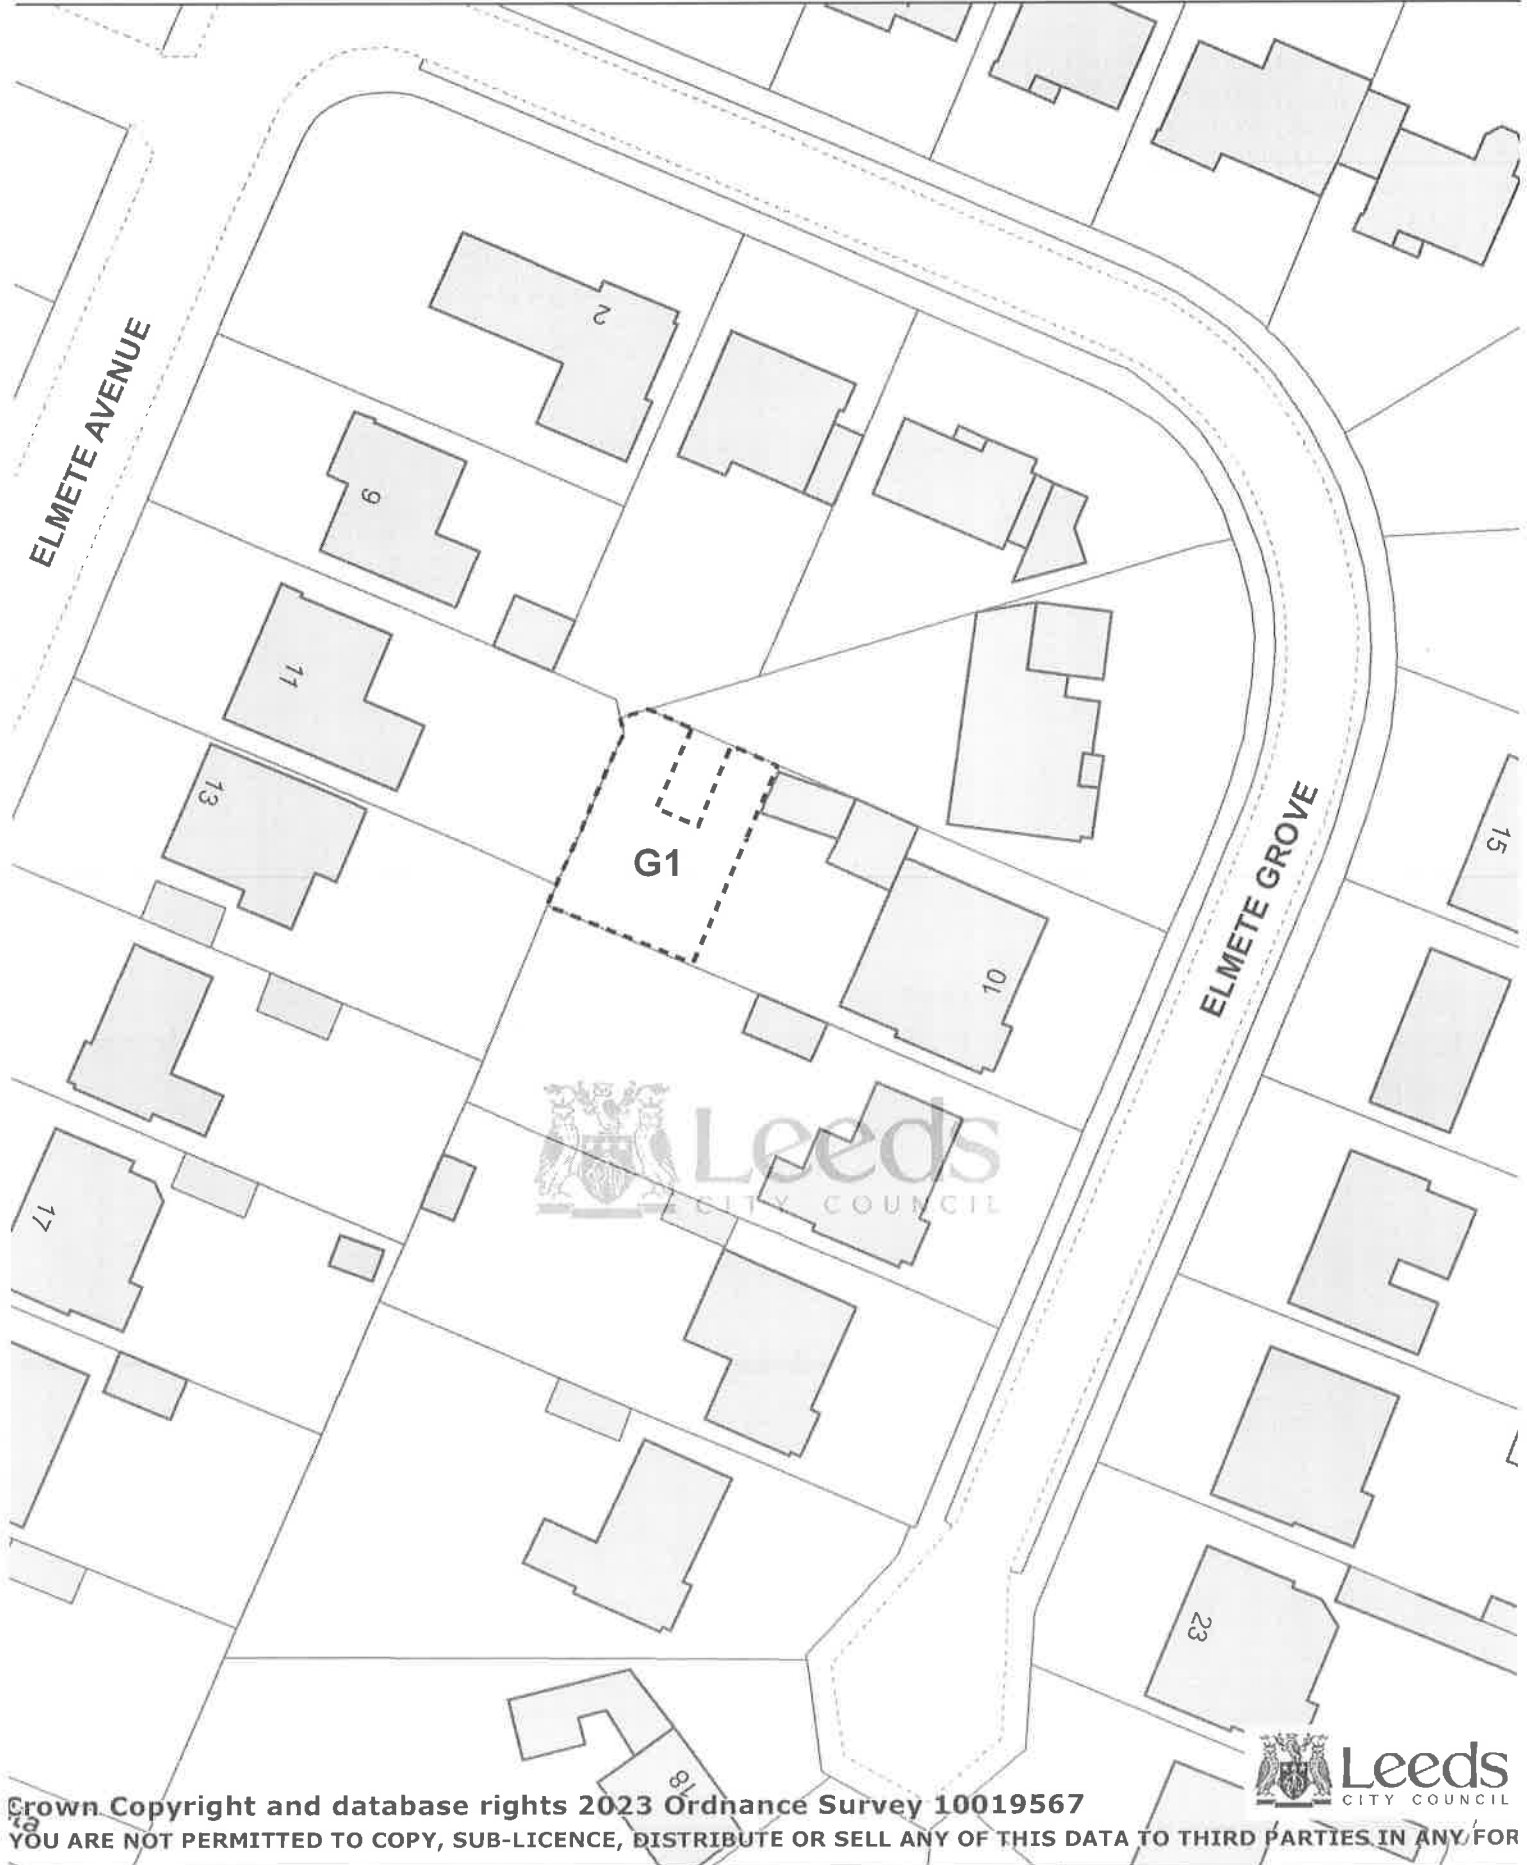 2
ELMETE AVENUE
9
11
13
G1
ELMETE GROVE
15
10
Leeds
CITY COUNCIL
17
23
18
Leeds
CITY COUNCIL
Crown Copyright and database rights 2023 Ordnance Survey 10019567
YOU ARE NOT PERMITTED TO COPY, SUB-LICENCE, DISTRIBUTE OR SELL ANY OF THIS DATA TO THIRD PARTIES IN ANY FOR